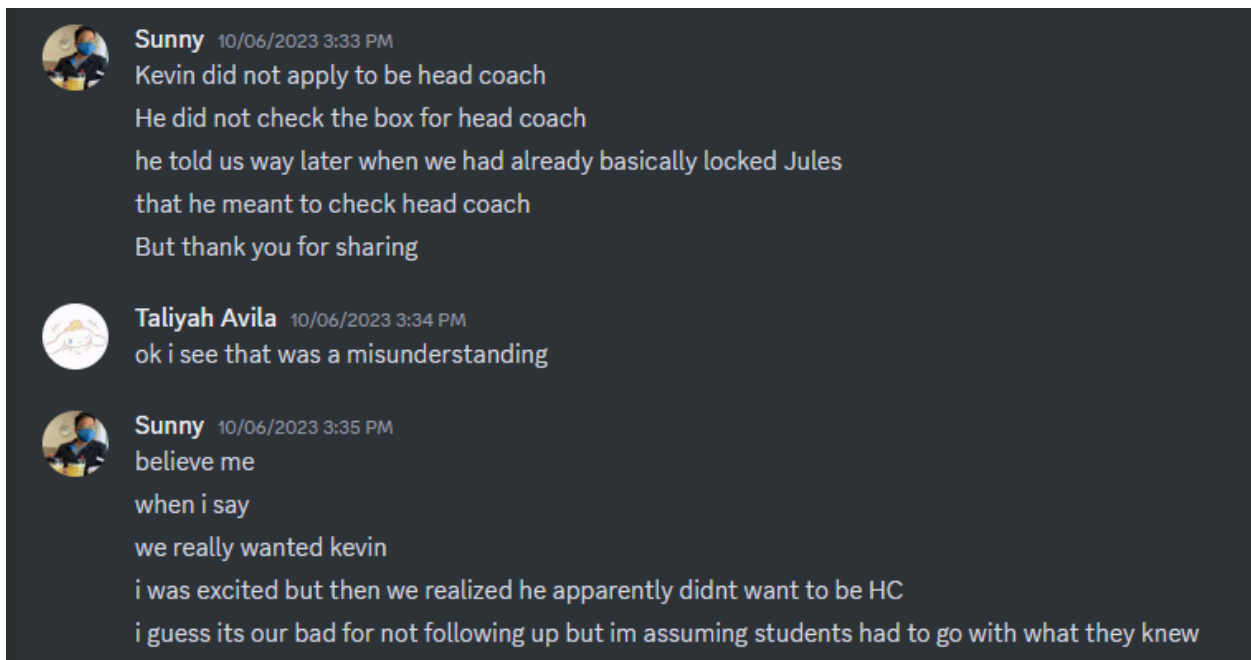 Sunny 10/06/2023 3:33 PM
Kevin did not apply to be head coach
He did not check the box for head coach
he told us way later when we had already basically locked Jules
that he meant to check head coach
But thank you for sharing
Taliyah Avila 10/06/2023 3:34 PM
ok i see that was a misunderstanding
Sunny 10/06/2023 3:35 PM
believe me
when i say
we really wanted kevin
i was excited but then we realized he apparently didnt want to be HC
i guess its our bad for not following up but im assuming students had to go with what they knew